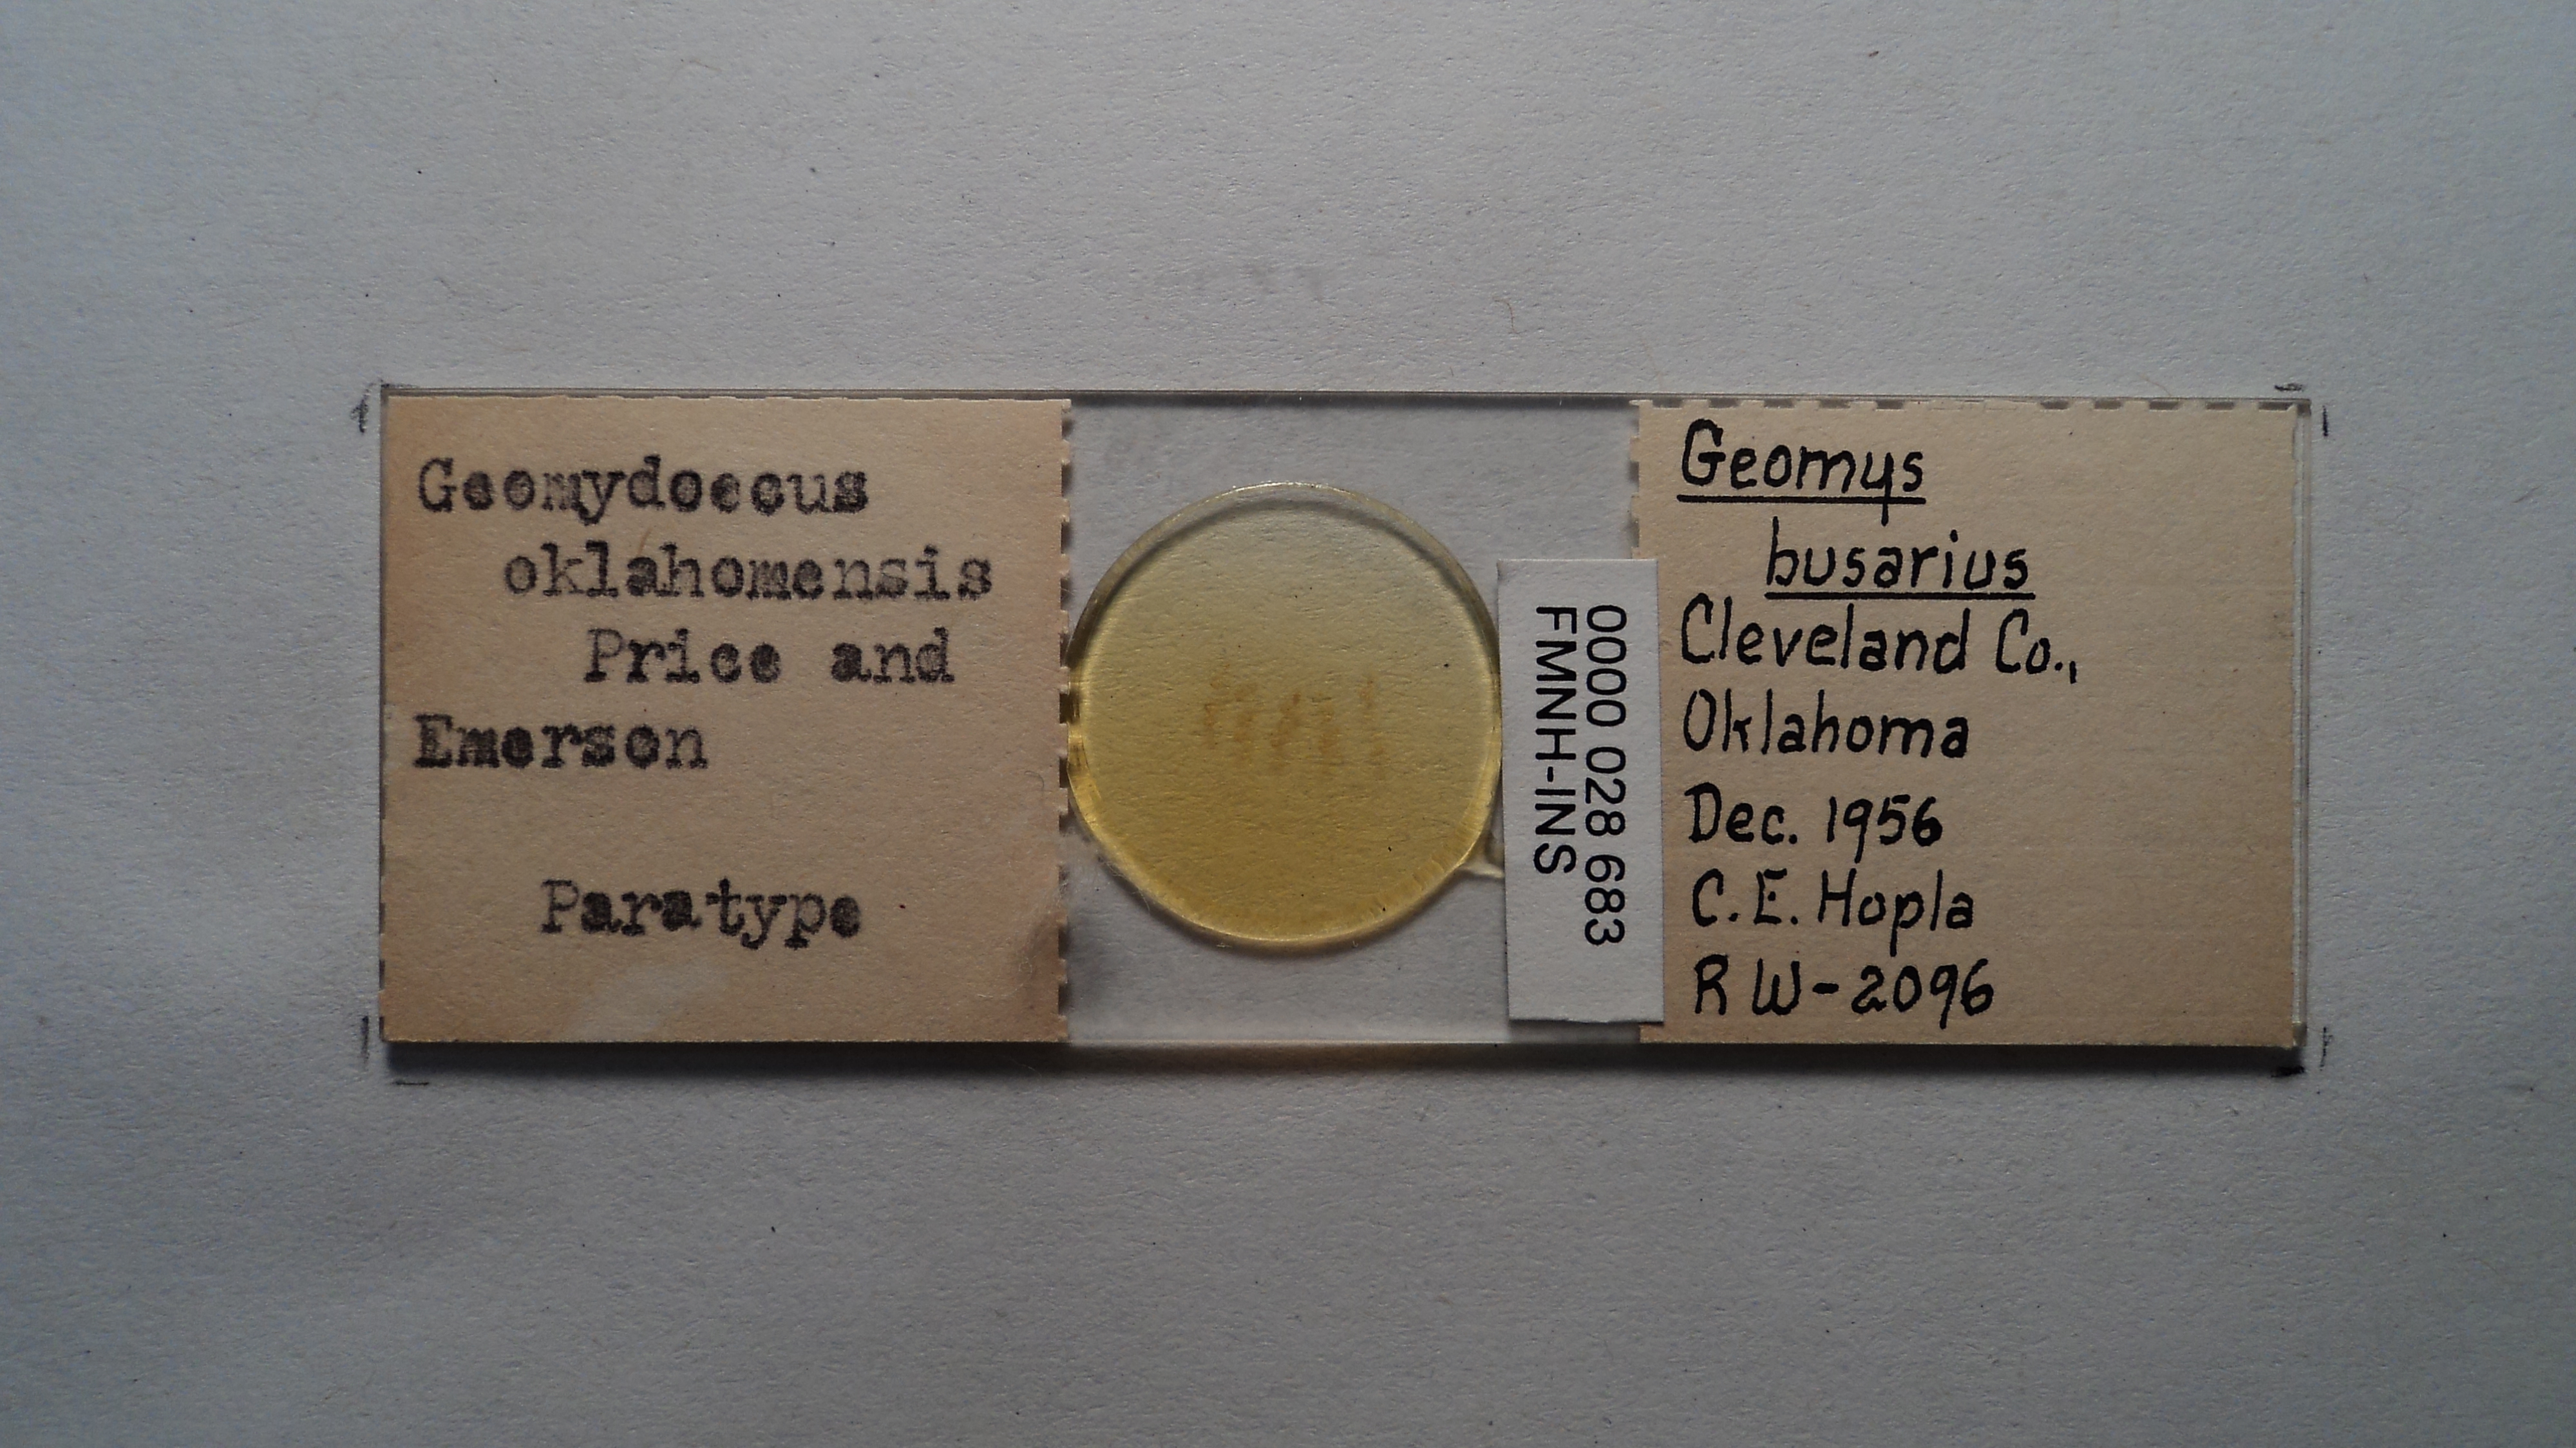 Geomydoecus
oklahomensis
Price and
Emerson
Paratype
0000 028 683
FMNH-INS
Geomys
busarius
Cleveland Co.,
Oklahoma
Dec. 1956
C.E. Hopla
RW-2096